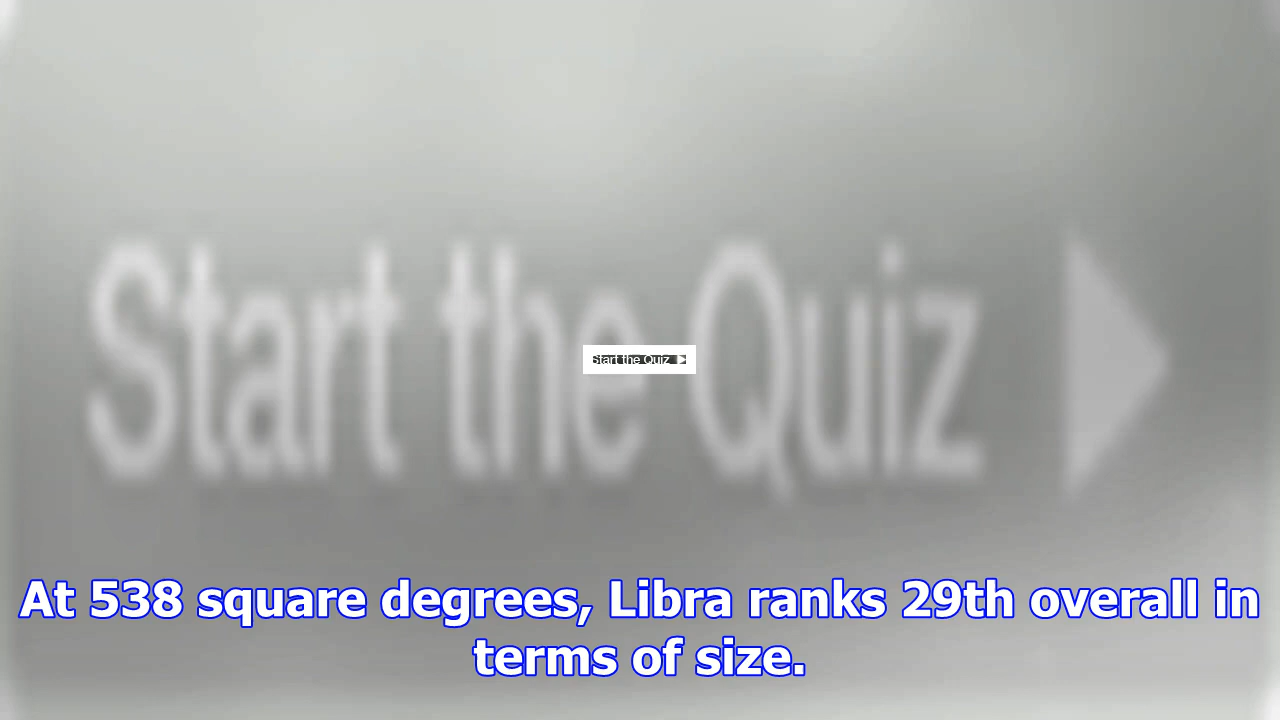 Start the Quiz
Start the Quiz
At 538 square degrees, Libra ranks 29th overall in
terms of size.